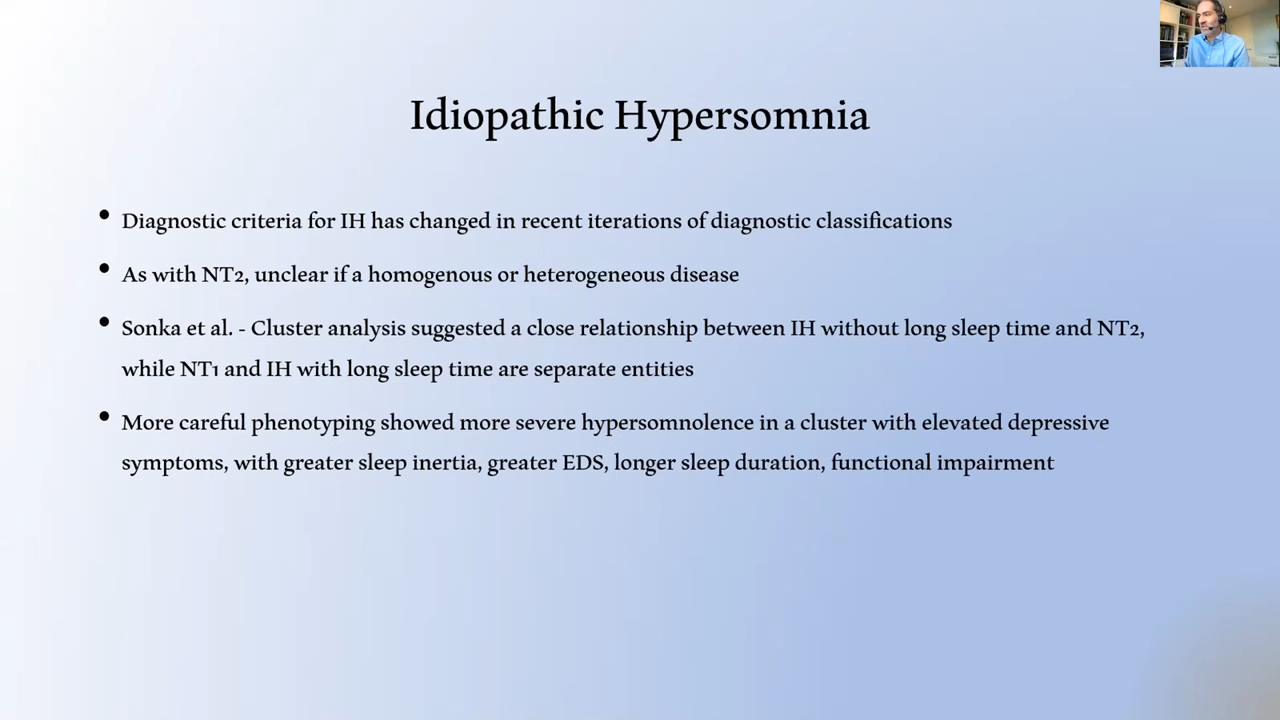 Idiopathic Hypersomnia
• Diagnostic criteria for IH has changed in recent iterations of diagnostic classifications
• As with NT2, unclear if a homogenous or heterogeneous disease
• Sonka et al. - Cluster analysis suggested a close relationship between IH without long sleep time and NT2,
while NT1 and IH with long sleep time are separate entities
• More careful phenotyping showed more severe hypersomnolence in a cluster with elevated depressive
symptoms, with greater sleep inertia, greater EDS, longer sleep duration, functional impairment